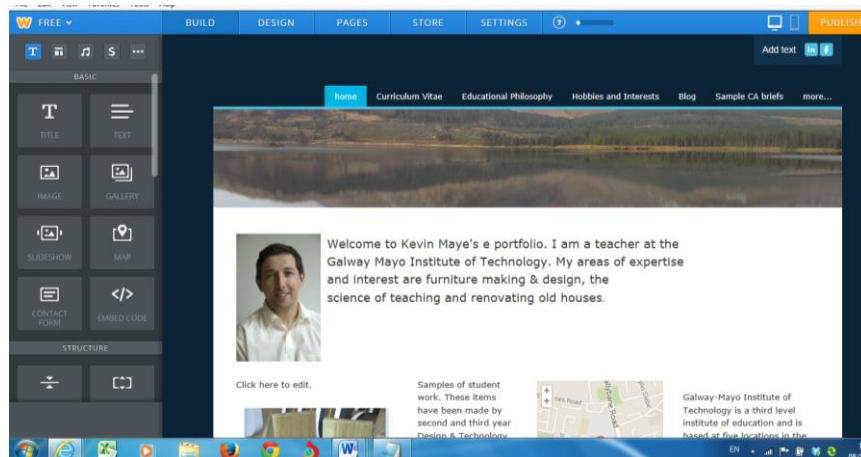 FREE
BUILD DESIGN PAGES STORE SETTINGS ?
PUBLISH
T S
Add text in f
BASIC
home Curriculum Vitae Educational Philosophy Hobbies and Interests Blog Sample CA briefs more...
T
TITLE TEXT
IMAGE GALLERY
Welcome to Kevin Maye's e portfolio. I am a teacher at the
Galway Mayo Institute of Technology. My areas of expertise
and interest are furniture making & design, the
science of teaching and renovating old houses.
SLIDESHOW MAP
CONTACT
FORM
</>
EMBED CODE
STRUCTURE
Click here to edit.
Samples of student
work. These items
have been made by
second and third year
Design & Technology
Galway-Mayo Institute of
Technology is a third level
institute of education and is
based at five locations in the
EN